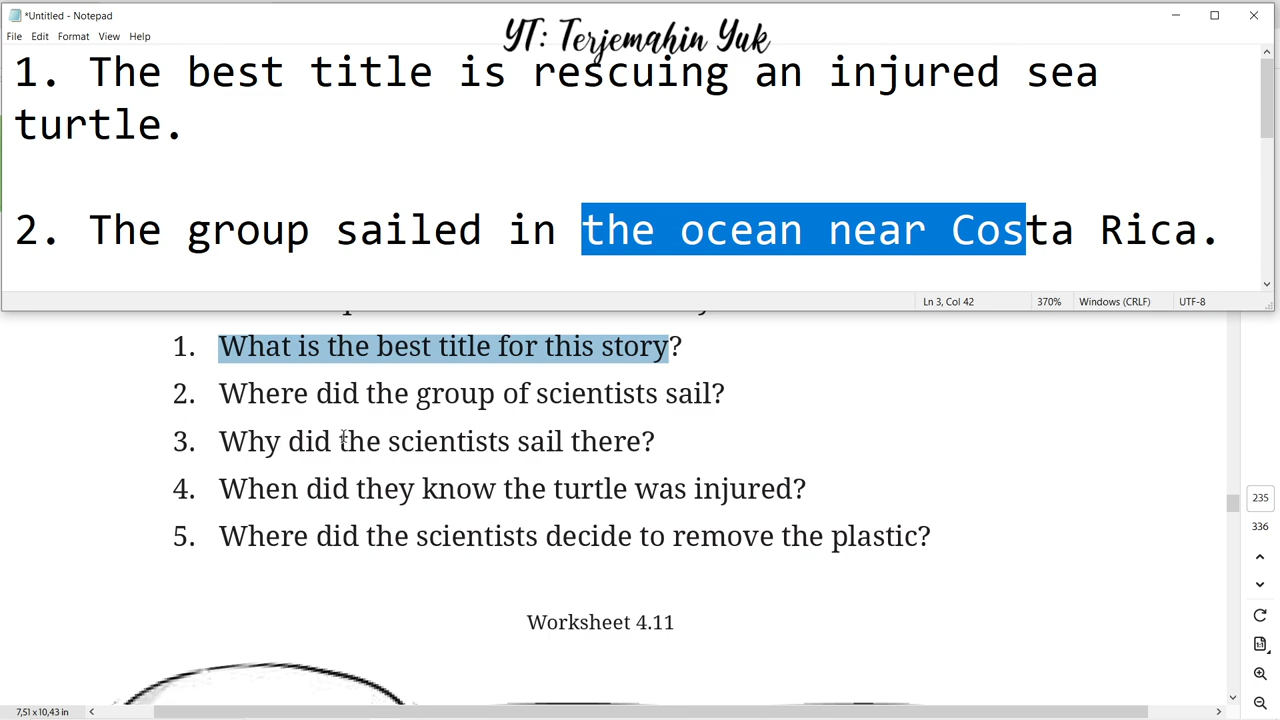 *Untitled - Notepad
YT: Terjemahin Yuk
File Edit Format View Help
1. The best title is rescuing an injured sea
turtle.
2. The group sailed in the ocean near Costa Rica.
Ln 3, Col 42 370% Windows (CRLF) UTF-8
1. What is the best title for this story?
2. Where did the group of scientists sail?
3. Why did the scientists sail there?
4. When did they know the turtle was injured?
5. Where did the scientists decide to remove the plastic?
235
336
Worksheet 4.11
7,51 x 10,43 in